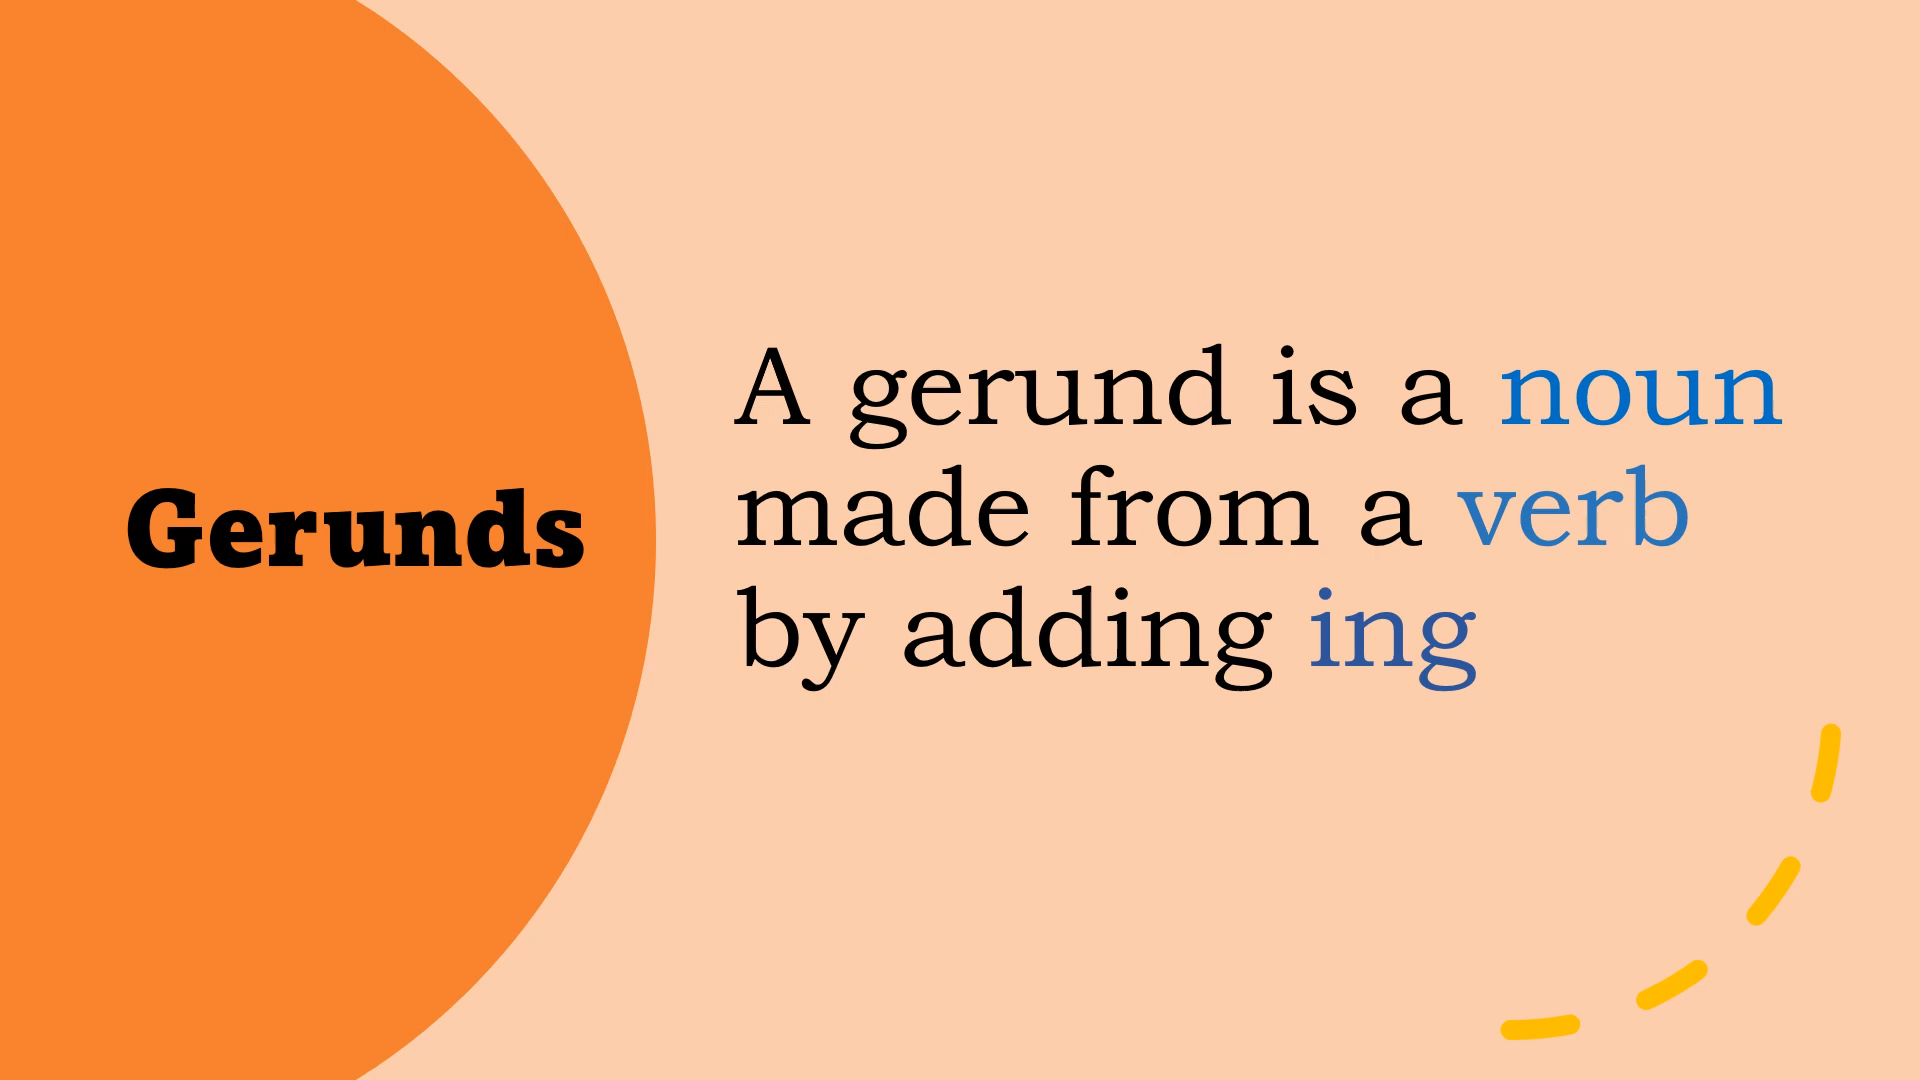 Gerunds
A gerund is a noun
made from a verb
by adding ing